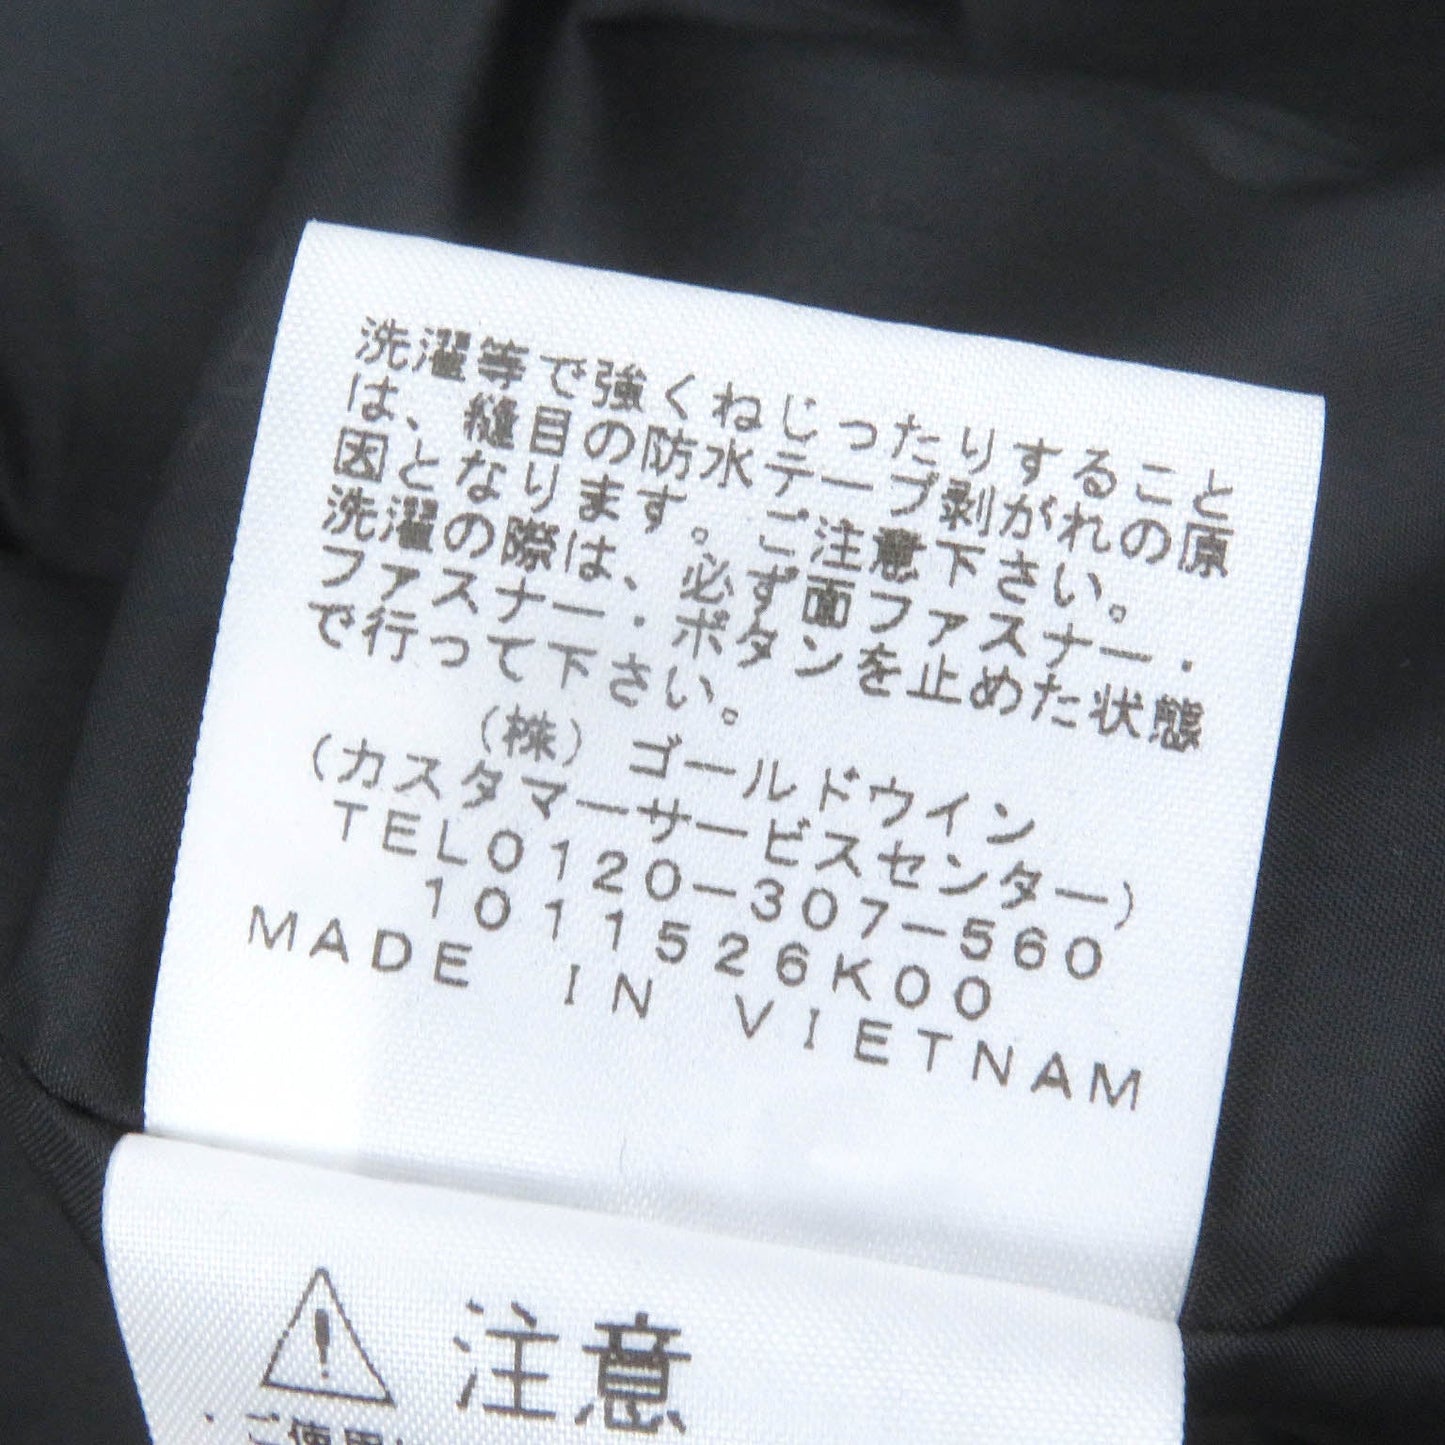 洗濯等で強くねじったりすること
は、縫目の防水テープ剥がれの原
因となります。ご注意下さい。
洗濯の際は、必ず面ファスナー・
ファスナー・ボタンを止めた状態
で行って下さい。
(株)ゴールドウイン
(カスタマーサービスセンター)
TEL0120-307-560
1011526K00
MADE IN VIETNAM
注意
・ご使用